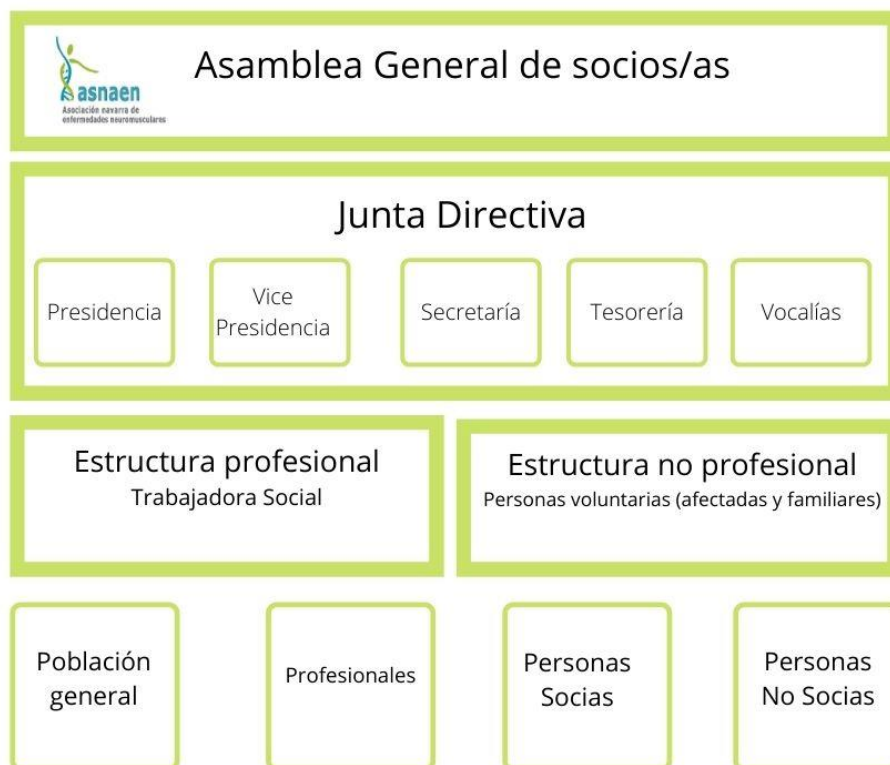 Asamblea General de socios/as
asnaen
Asociación navarra de
enfermedades neuromusculares
Junta Directiva
Presidencia
Vice
Presidencia
Secretaría
Tesorería
Vocalías
Estructura profesional
Trabajadora Social
Estructura no profesional
Personas voluntarias (afectadas y familiares)
Población
general
Profesionales
Personas
Socias
Personas
No Socias